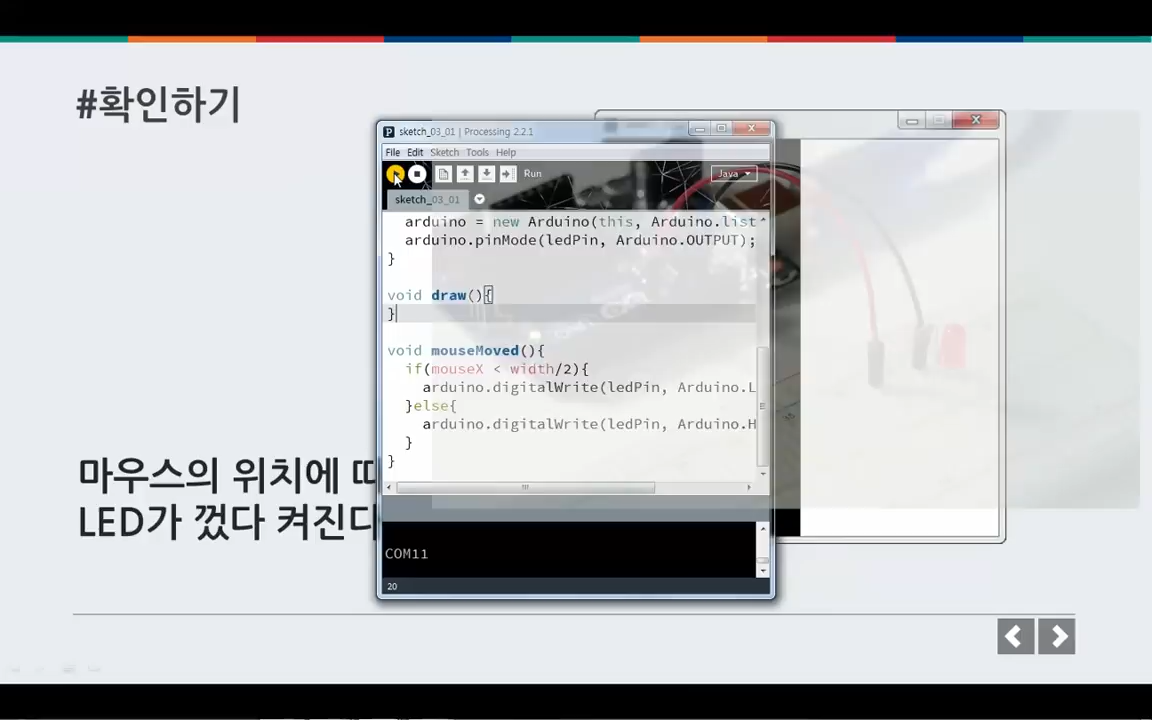 #확인하기
sketch_03_01 | Processing 2.2.1
File Edit Sketch Tools Help
Run
Java
sketch_03_01
arduino = new Arduino(this, Arduino.list
arduino.pinMode(ledPin, Arduino.OUTPUT);
}
void draw(){
}
void mouseMoved(){
if(mouseX < width/2){
arduino.digitalWrite(ledPin, Arduino.L
}else{
arduino.digitalWrite(ledPin, Arduino.H
}
}
마우스의 위치에
LED가 껐다 켜진다
COM11
20